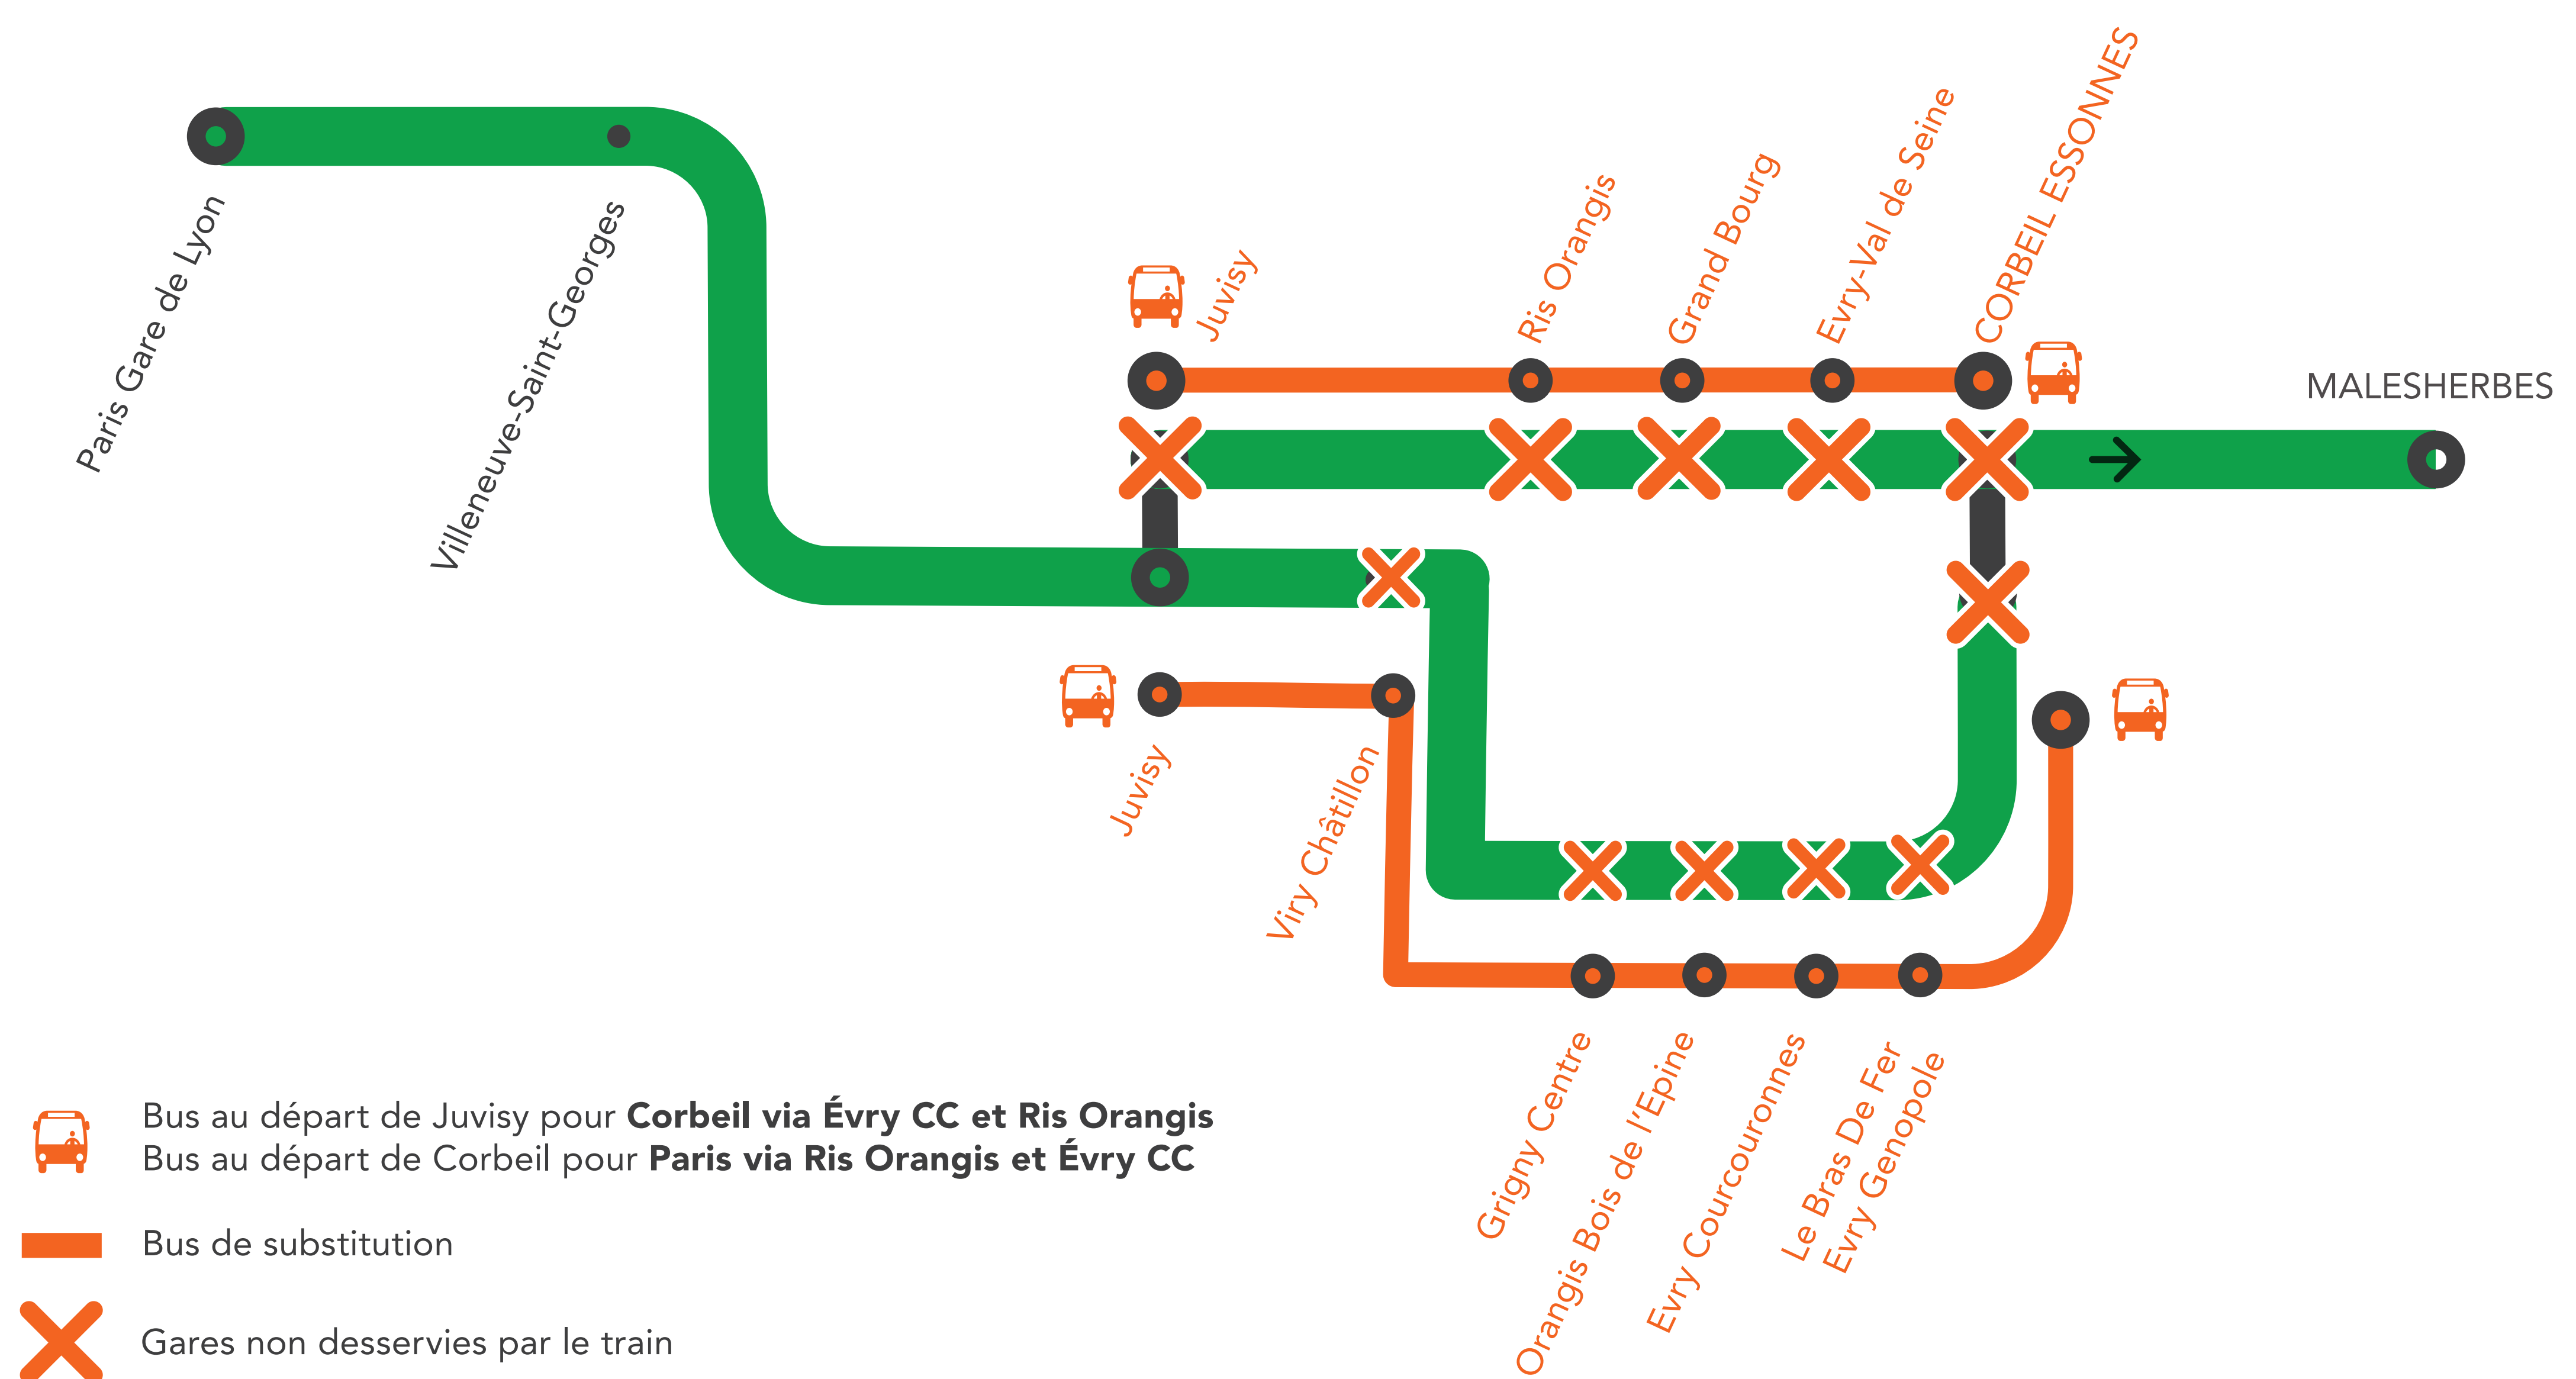 Paris Gare de Lyon
Villeneuve-Saint-Georges
Juvisy
Ris Orangis
Grand Bourg
Evry-Val de Seine
CORBEIL ESSONNES
MALESHERBES
Juvisy
Viry Châtillon
Grigny Centre
Orangis Bois de l'Epine
Evry Courcouronnes
Le Bras De Fer
Evry Genopole
Bus au départ de Juvisy pour Corbeil via Évry CC et Ris Orangis
Bus au départ de Corbeil pour Paris via Ris Orangis et Évry CC
Bus de substitution
Gares non desservies par le train